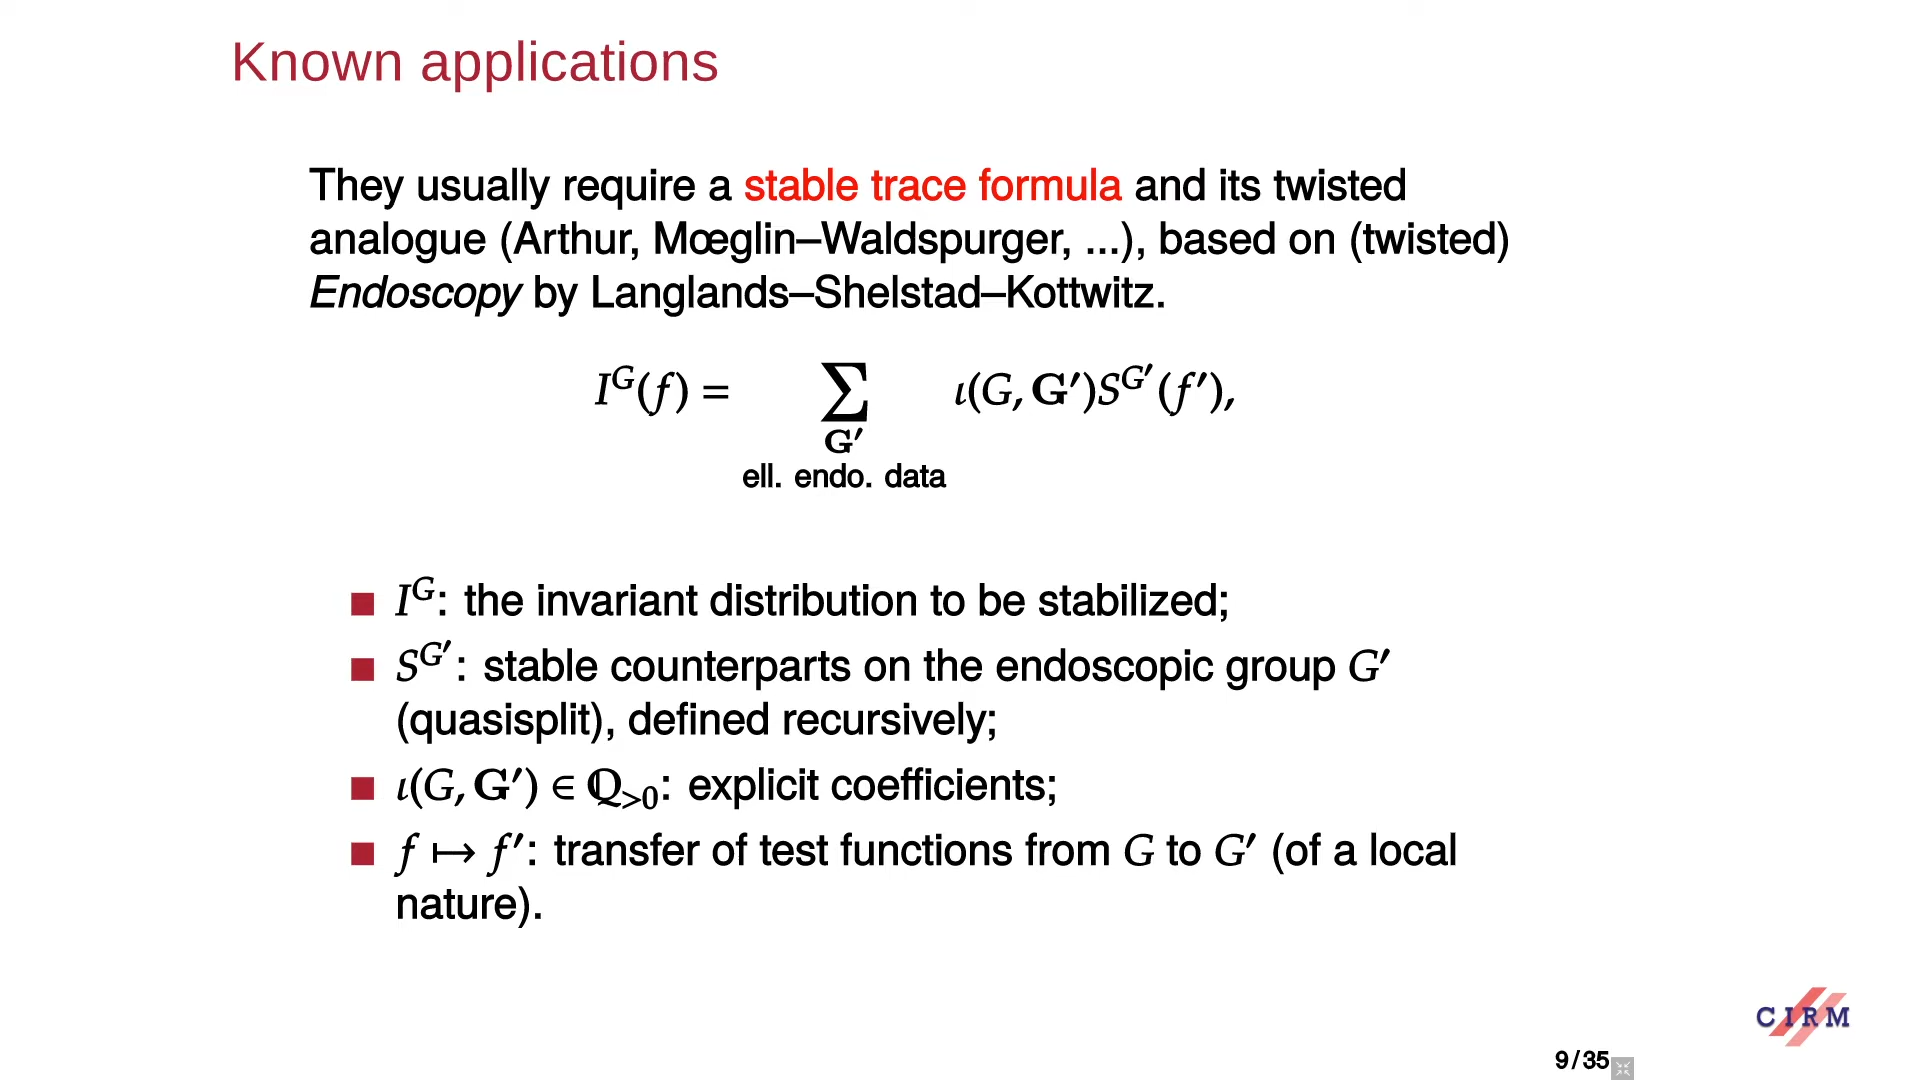 Known applications
They usually require a stable trace formula and its twisted
analogue (Arthur, Mœglin–Waldspurger, ...), based on (twisted)
Endoscopy by Langlands–Shelstad–Kottwitz.
I^G(f) = ∑ ι(G, 𝐆′)S^{G′}(f′),
𝐆′
ell. endo. data
■ I^G: the invariant distribution to be stabilized;
■ S^{G′}: stable counterparts on the endoscopic group G′
(quasisplit), defined recursively;
■ ι(G, 𝐆′) ∈ ℚ_{>0}: explicit coefficients;
■ f ↦ f′: transfer of test functions from G to G′ (of a local
nature).
CIRM
9/35